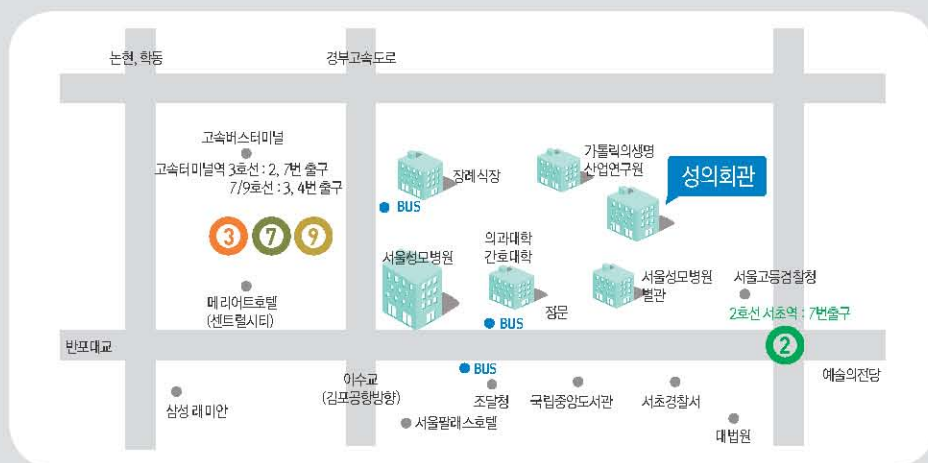 논현, 학동
경부고속도로
고속버스터미널
고속터미널역 3호선 : 2, 7번 출구
7/9호선 : 3, 4번 출구
3
7
9
장례식장
가톨릭의생명
산업연구원
성의회관
BUS
서울성모병원
의과대학
간호대학
서울성모병원
별관
서울고등검찰청
메리어트호텔
(센트럴시티)
정문
BUS
2호선 서초역 : 7번출구
2
반포대교
BUS
예술의전당
삼성 래미안
이수교
(김포공항방향)
서울팔래스호텔
조달청
국립중앙도서관
서초경찰서
대법원